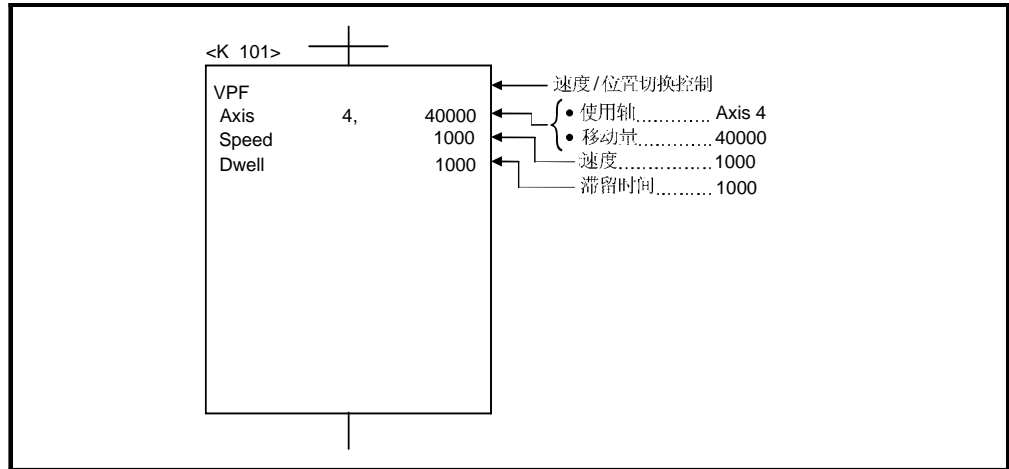 <K 101>
VPF
Axis 4, 40000
Speed 1000
Dwell 1000
速度/位置切换控制
• 使用轴............ Axis 4
• 移动量............ 40000
速度............... 1000
滞留时间.......... 1000